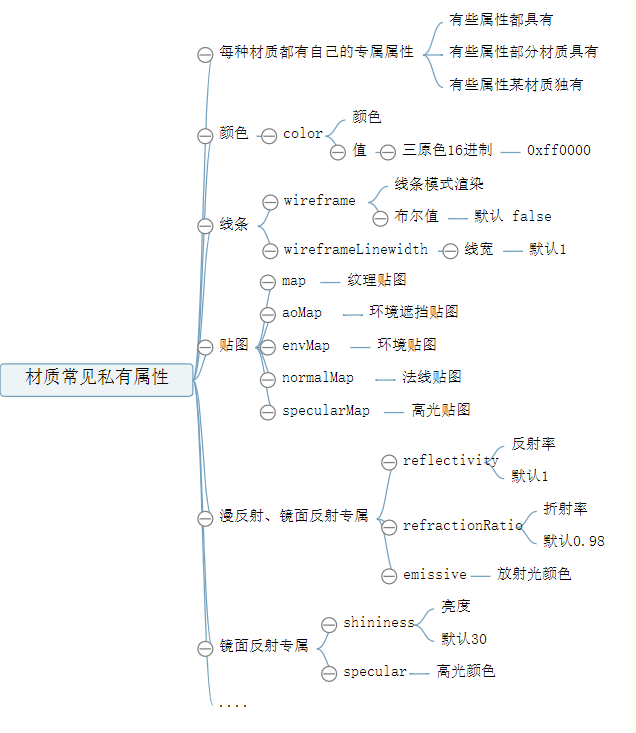 材质常见私有属性
每种材质都有自己的专属属性
有些属性都具有
有些属性部分材质具有
有些属性某材质独有
颜色
color
颜色
值
三原色16进制
0xff0000
线条
wireframe
线条模式渲染
布尔值
默认 false
wireframeLinewidth
线宽
默认1
贴图
map
纹理贴图
aoMap
环境遮挡贴图
envMap
环境贴图
normalMap
法线贴图
specularMap
高光贴图
漫反射、镜面反射专属
reflectivity
反射率
默认1
refractionRatio
折射率
默认0.98
emissive
放射光颜色
镜面反射专属
shininess
亮度
默认30
specular
高光颜色
....